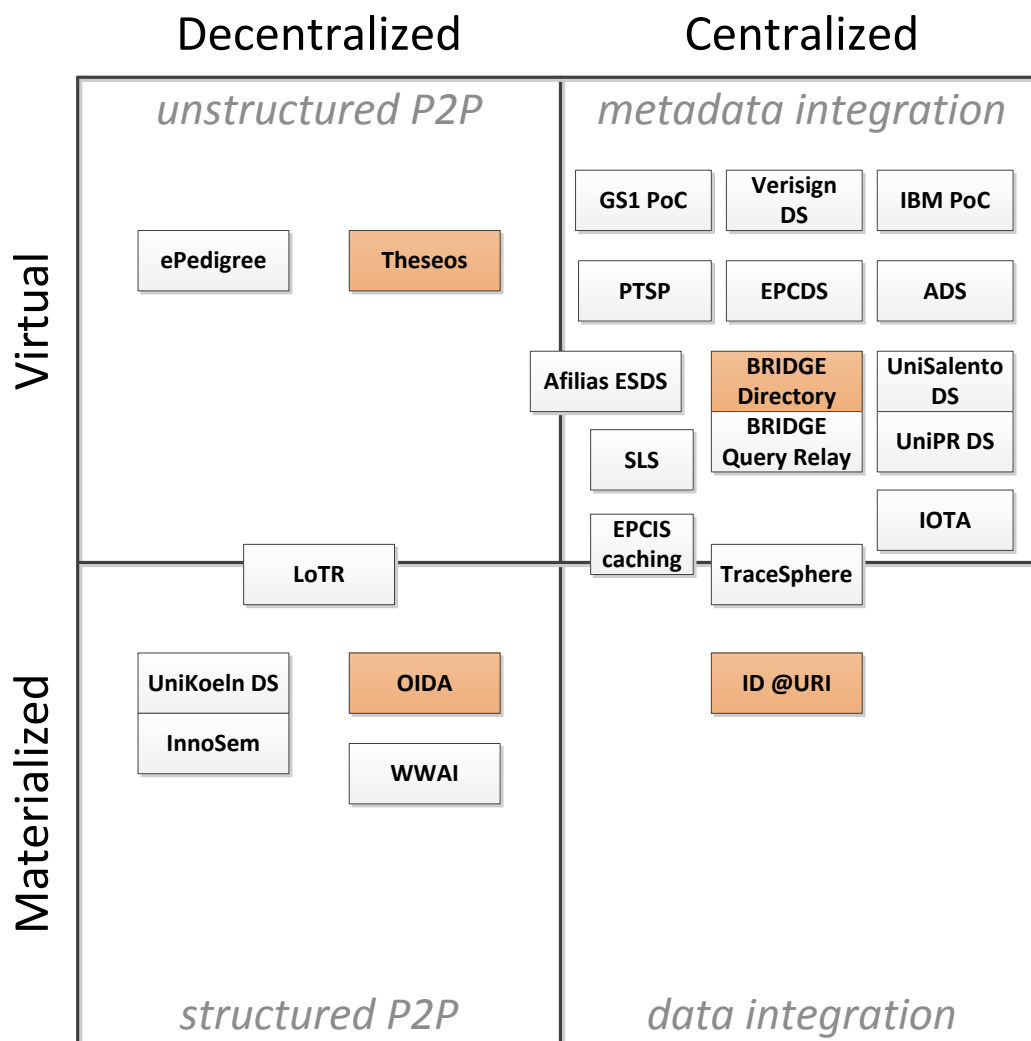 Decentralized
Centralized
unstructured P2P
metadata integration
Virtual
ePedigree
Theseos
GS1 PoC
Verisign
DS
IBM PoC
PTSP
EPCDS
ADS
Afilias ESDS
BRIDGE
Directory
UniSalento
DS
SLS
BRIDGE
Query Relay
UniPR DS
EPCIS
caching
IOTA
LoTR
TraceSphere
Materialized
UniKoeln DS
OIDA
ID @URI
InnoSem
WWAI
structured P2P
data integration